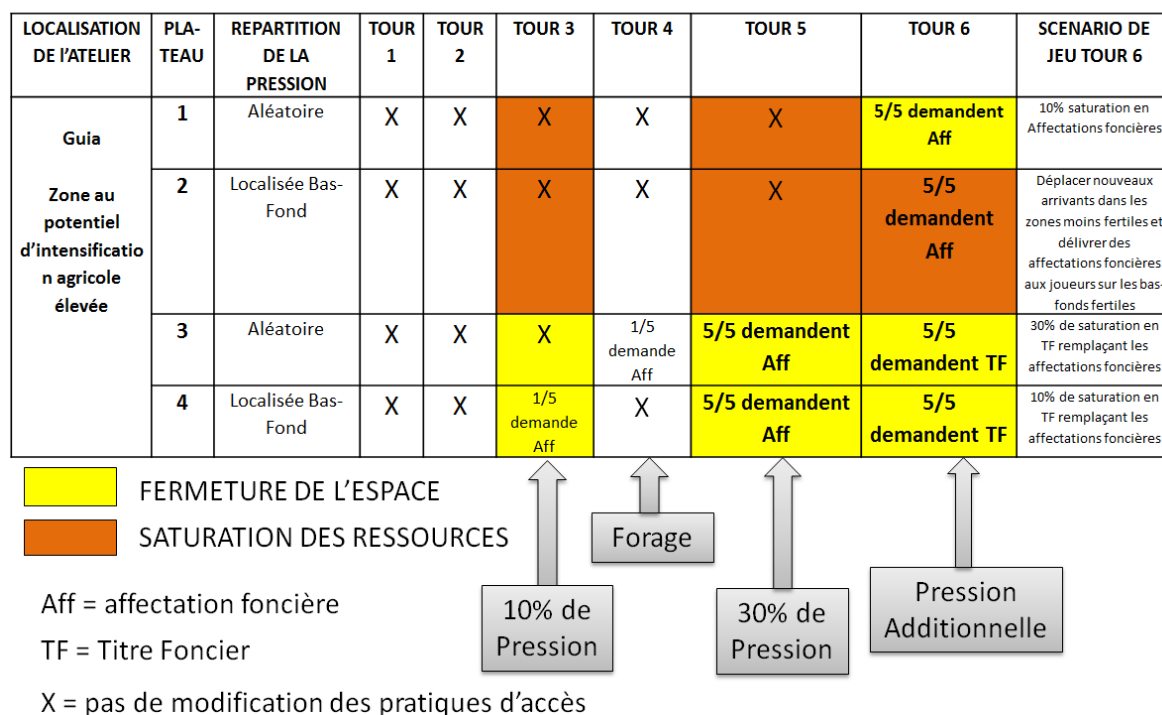 LOCALISATION
DE l'ATELIER
PLA-
TEAU
REPARTITION
DE LA
PRESSION
TOUR
1
TOUR
2
TOUR 3
TOUR 4
TOUR 5
TOUR 6
SCENARIO DE
JEU TOUR 6
Guia
Zone au
potentiel
d'intensificatio
n agricole
élevée
1
Aléatoire
X
X
X
X
X
5/5 demandent
Aff
10% saturation en
Affectations foncières
2
Localisée Bas-
Fond
X
X
X
X
X
5/5
demandent
Aff
Déplacer nouveaux
arrivants dans les
zones moins fertiles et
délivrer des
affectations foncières
aux joueurs sur les bas-
fonds fertiles
3
Aléatoire
X
X
X
1/5
demande
Aff
5/5 demandent
Aff
5/5
demandent TF
30% de saturation en
TF remplaçant les
affectations foncières
4
Localisée Bas-
Fond
X
X
1/5
demande
Aff
X
5/5 demandent
Aff
5/5
demandent TF
10% de saturation en
TF remplaçant les
affectations foncières
FERMETURE DE L'ESPACE
SATURATION DES RESSOURCES
Aff = affectation foncière
TF = Titre Foncier
X = pas de modification des pratiques d'accès
10% de
Pression
Forage
30% de
Pression
Pression
Additionnelle